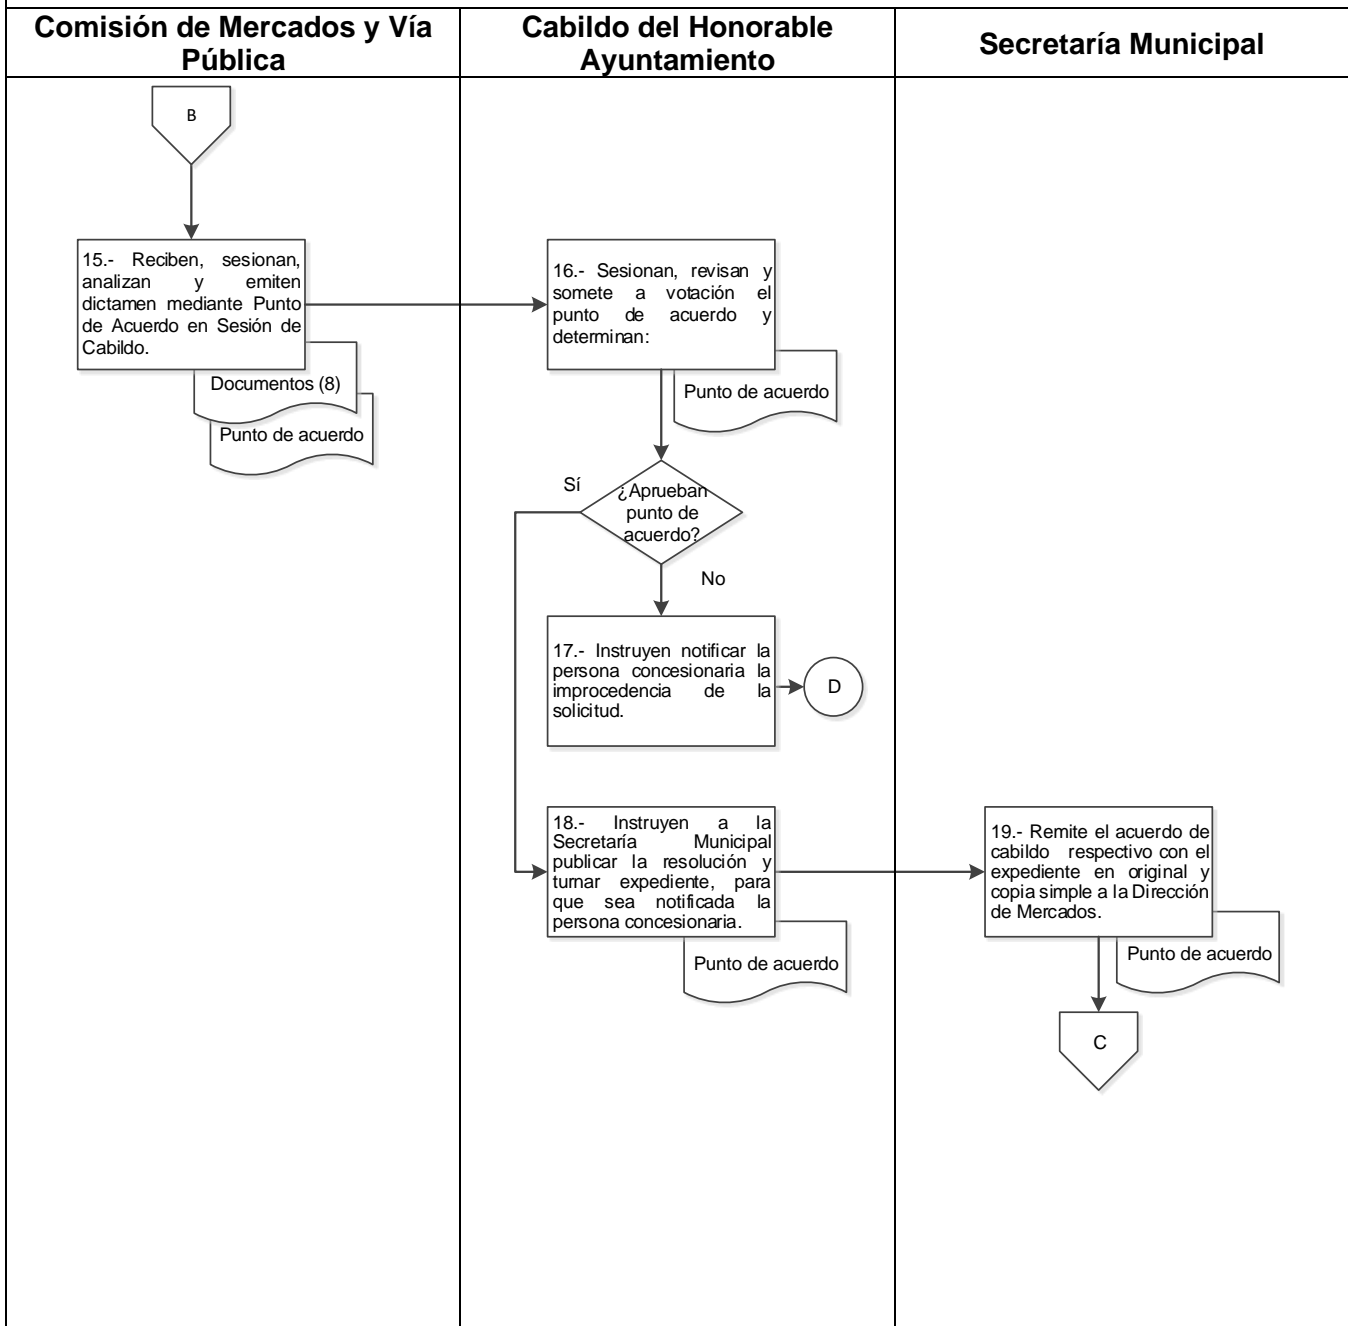 Comisión de Mercados y Vía
Pública
Cabildo del Honorable
Ayuntamiento
Secretaría Municipal
B
15.- Reciben, sesionan,
analizan y emiten
dictamen mediante Punto
de Acuerdo en Sesión de
Cabildo.
Documentos (8)
Punto de acuerdo
16.- Sesionan, revisan y
somete a votación el
punto de acuerdo y
determinan:
Punto de acuerdo
Sí
¿Aprueban
punto de
acuerdo?
No
17.- Instruyen notificar la
persona concesionaria la
improcedencia de la
solicitud.
D
18.- Instruyen a la
Secretaría Municipal
publicar la resolución y
turnar expediente, para
que sea notificada la
persona concesionaria.
Punto de acuerdo
19.- Remite el acuerdo de
cabildo respectivo con el
expediente en original y
copia simple a la Dirección
de Mercados.
Punto de acuerdo
C